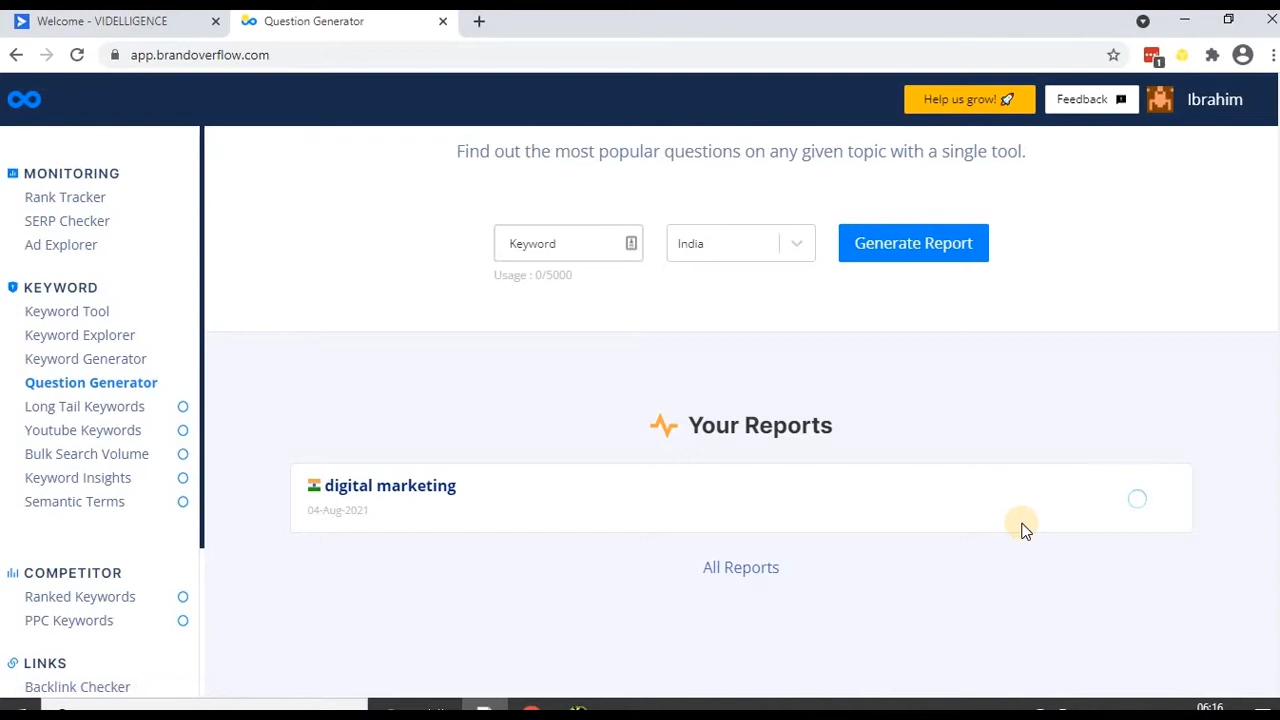 Welcome - VIDELLIGENCE
Question Generator
app.brandoverflow.com
1
Help us grow!
Feedback
Ibrahim
MONITORING
Rank Tracker
SERP Checker
Ad Explorer
KEYWORD
Keyword Tool
Keyword Explorer
Keyword Generator
Question Generator
Long Tail Keywords
Youtube Keywords
Bulk Search Volume
Keyword Insights
Semantic Terms
COMPETITOR
Ranked Keywords
PPC Keywords
LINKS
Backlink Checker
Find out the most popular questions on any given topic with a single tool.
Keyword
India
Generate Report
Usage : 0/5000
Your Reports
digital marketing
04-Aug-2021
All Reports
06:16